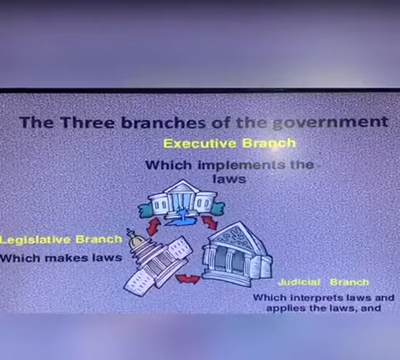 The Three branches of the government
Executive Branch
Which implements the
laws
Legislative Branch
Which makes laws
Judicial Branch
Which interprets laws and
applies the laws, and